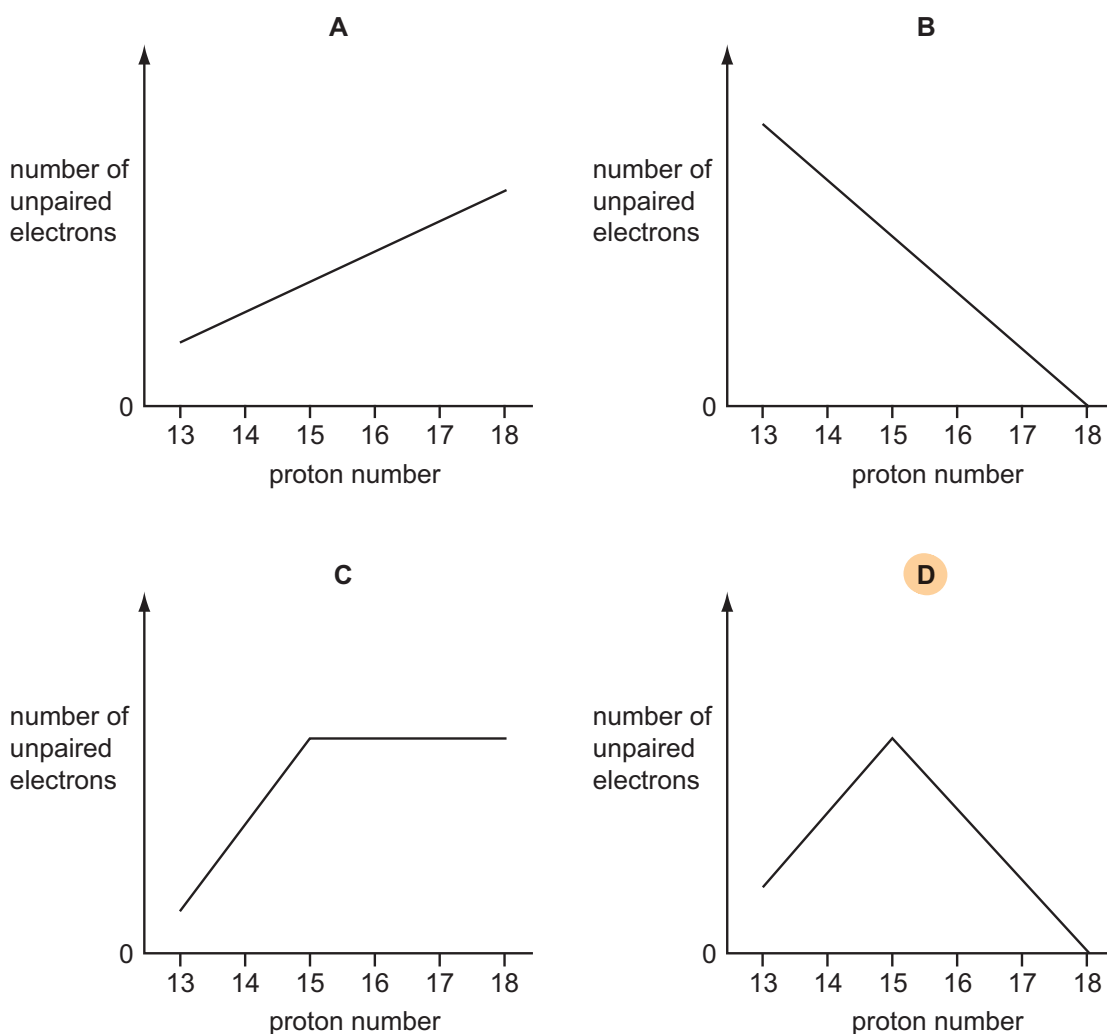 A
number of
unpaired
electrons
0
13 14 15 16 17 18
proton number
B
number of
unpaired
electrons
0
13 14 15 16 17 18
proton number
C
number of
unpaired
electrons
0
13 14 15 16 17 18
proton number
D
number of
unpaired
electrons
0
13 14 15 16 17 18
proton number